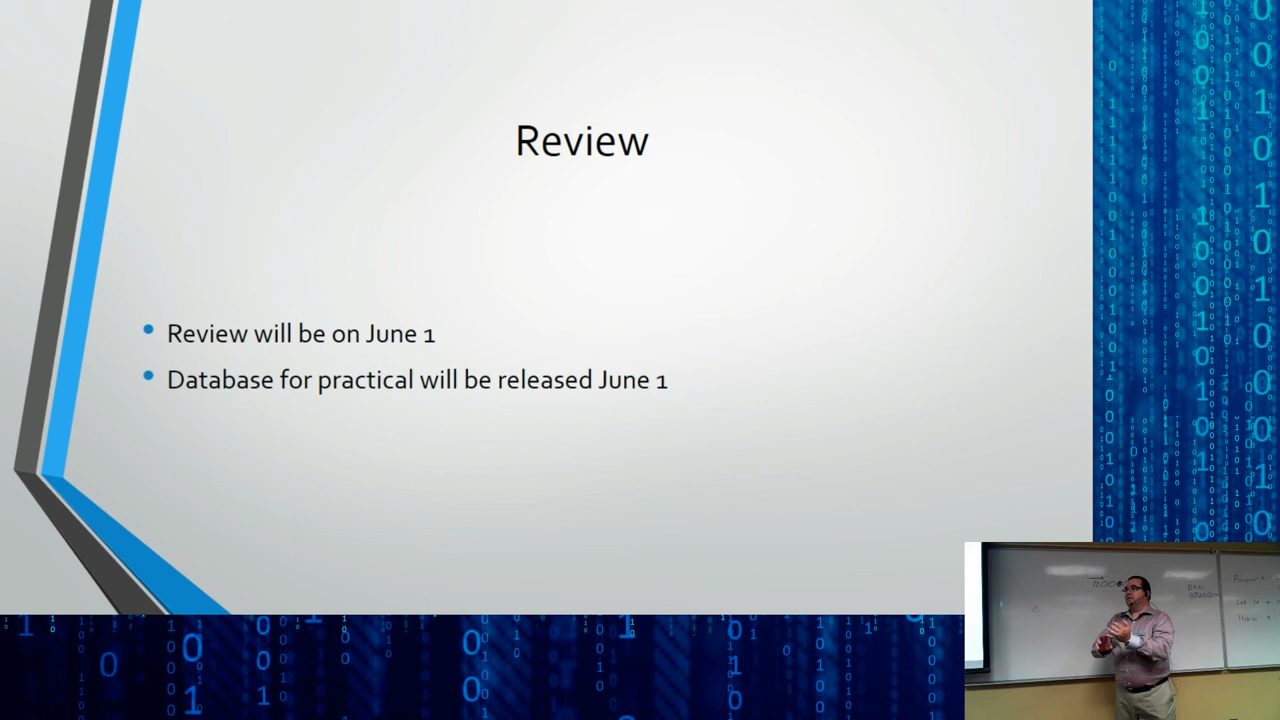 Review
Review will be on June 1
Database for practical will be released June 1